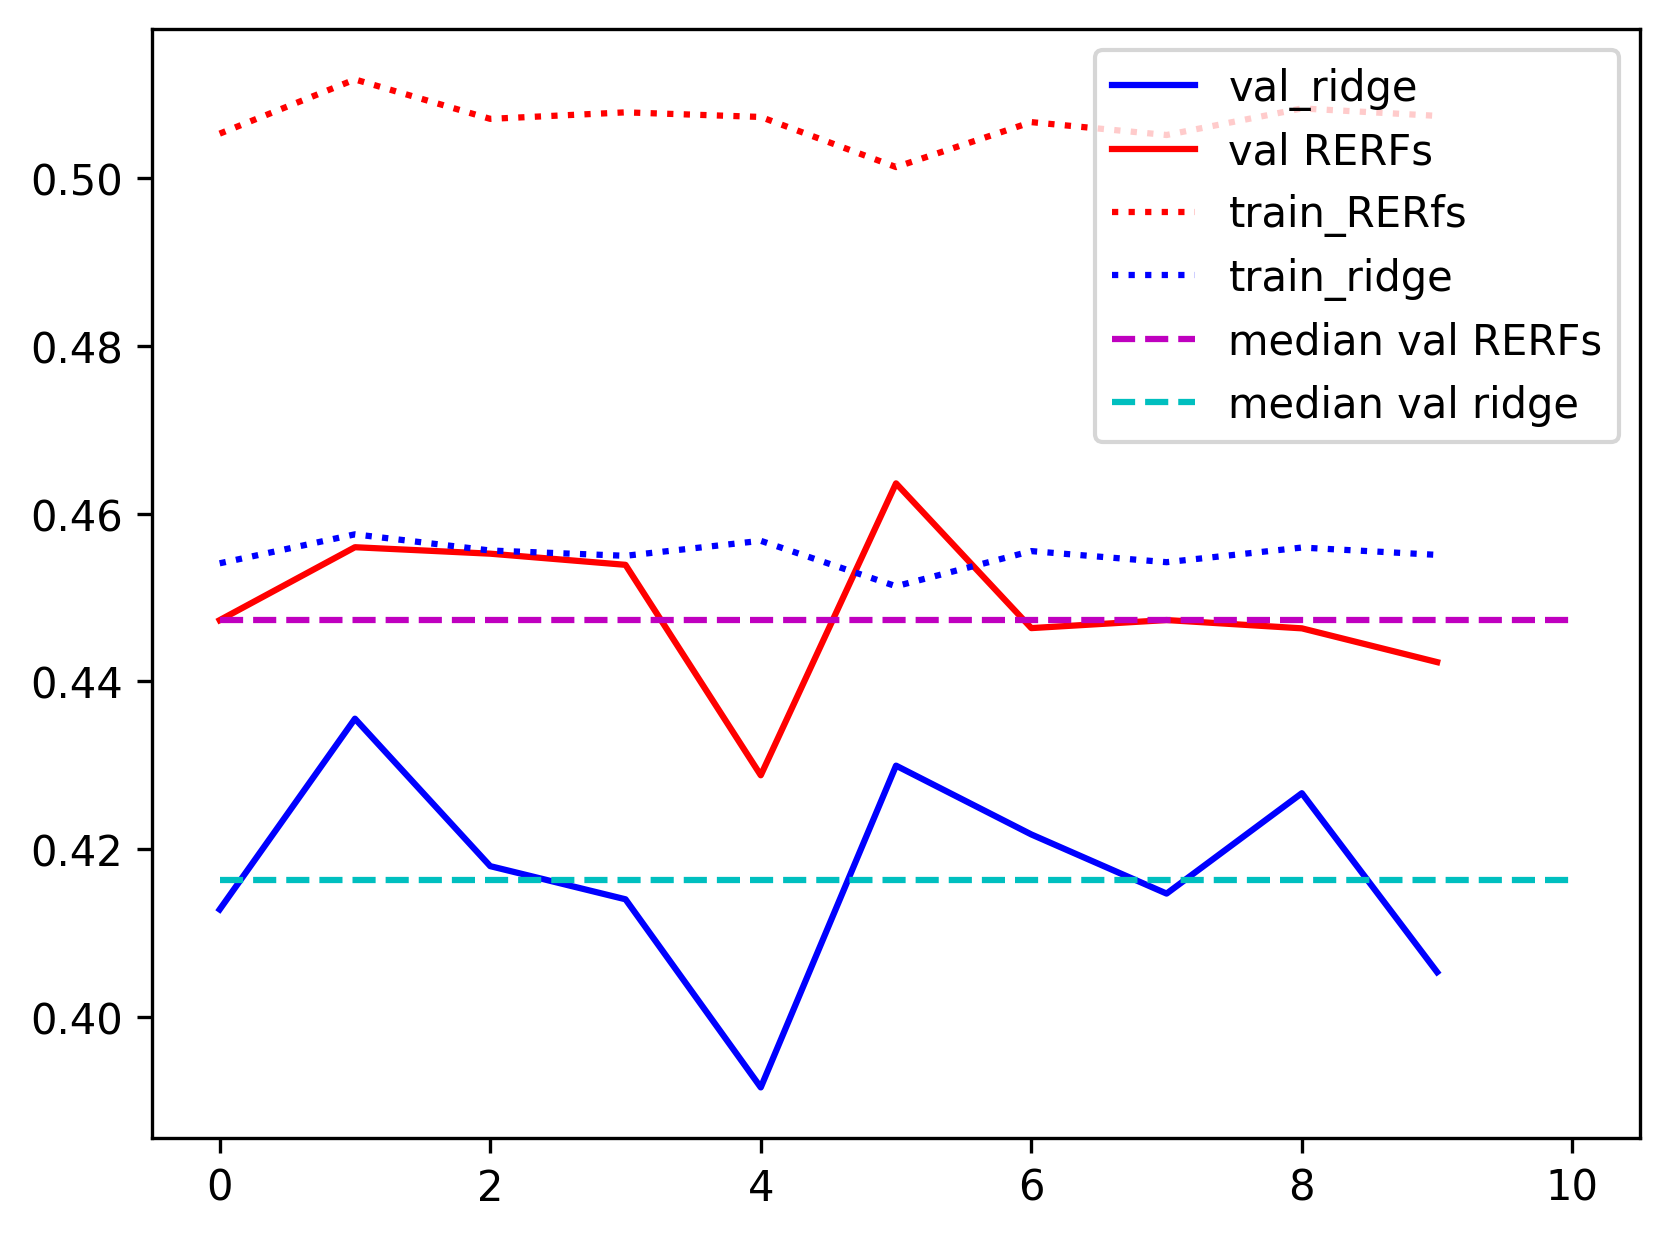 val_ridge
val RERFs
train_RERfs
train_ridge
median val RERFs
median val ridge
0.50
0.48
0.46
0.44
0.42
0.40
0 2 4 6 8 10